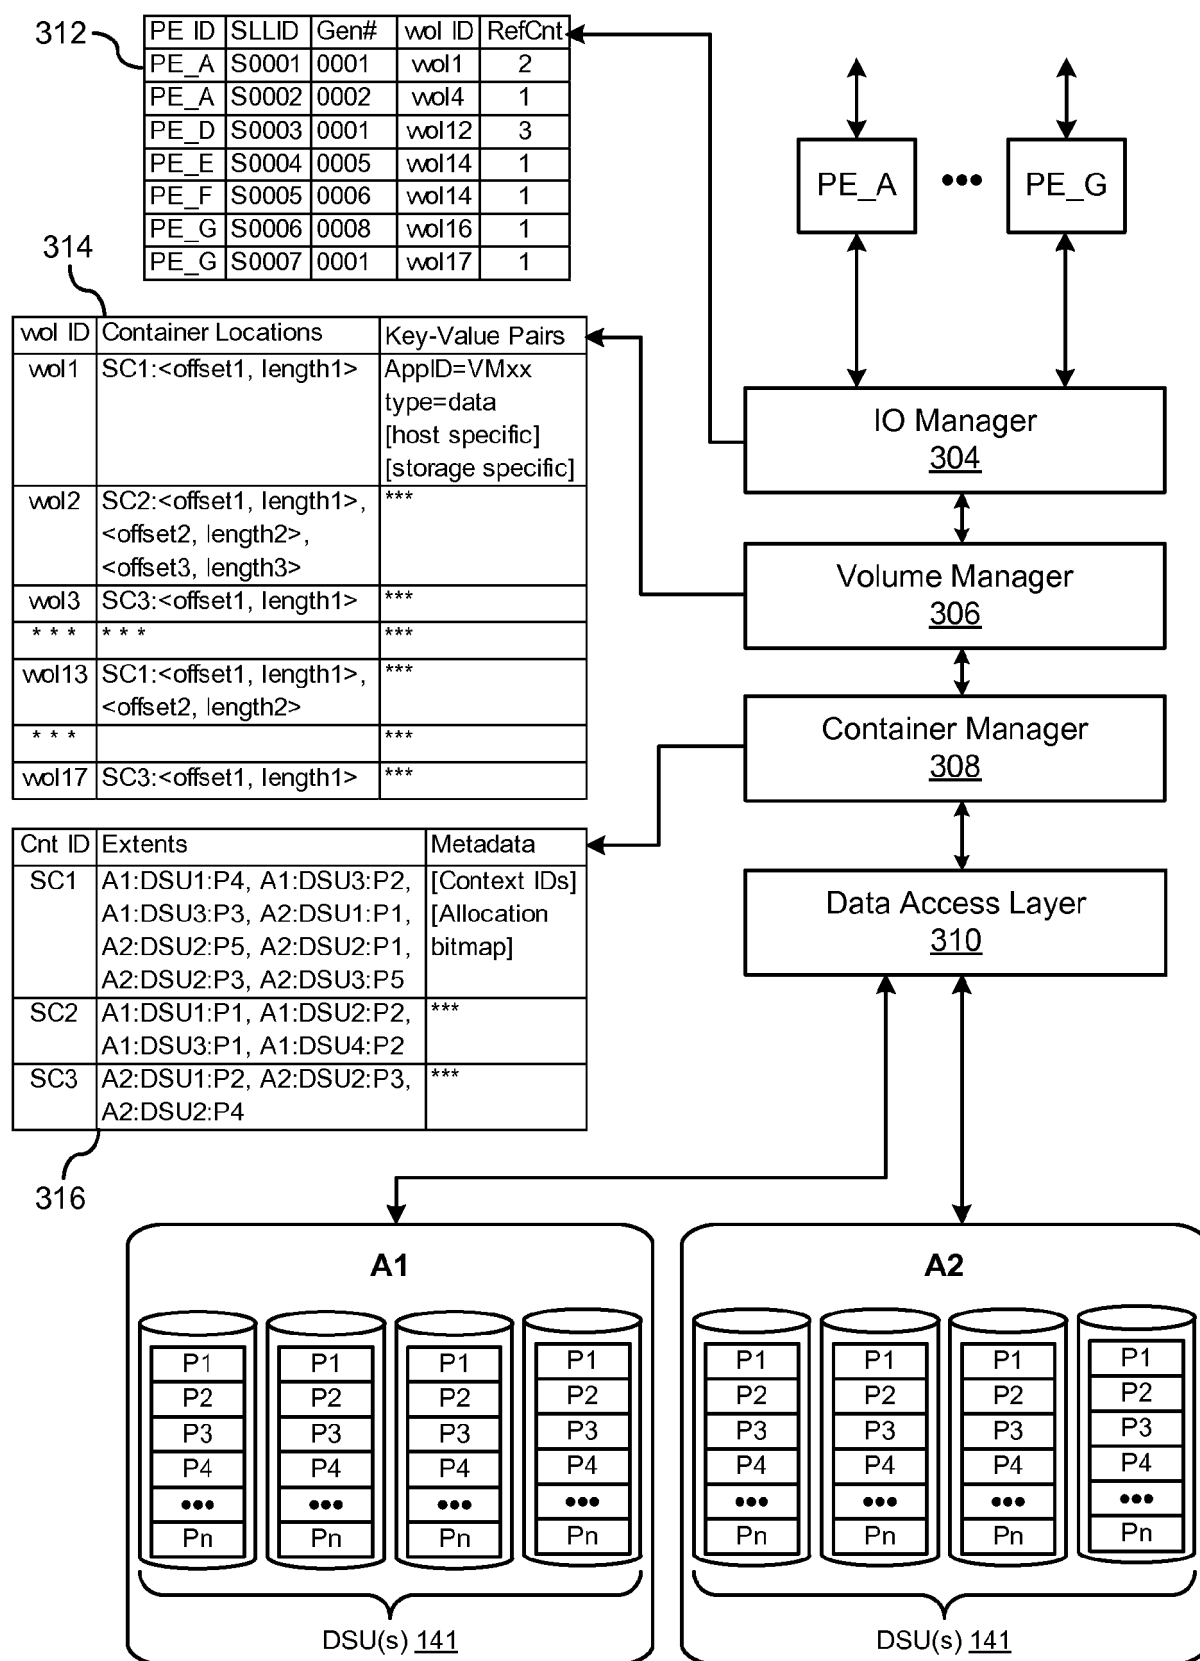 312
PE ID SLLID Gen# vvol ID RefCnt
PE_A S0001 0001 vvol1 2
PE_A S0002 0002 vvol4 1
PE_D S0003 0001 vvol12 3
PE_E S0004 0005 vvol14 1
PE_F S0005 0006 vvol14 1
PE_G S0006 0008 vvol16 1
PE_G S0007 0001 vvol17 1
PE_A ••• PE_G
314
vvol ID Container Locations Key-Value Pairs
vvol1 SC1:<offset1, length1> AppID=VMxx
type=data
[host specific]
[storage specific]
vvol2 SC2:<offset1, length1>, ***
<offset2, length2>,
<offset3, length3>
vvol3 SC3:<offset1, length1> ***
* * * * * * ***
vvol13 SC1:<offset1, length1>, ***
<offset2, length2>
* * * ***
vvol17 SC3:<offset1, length1> ***
IO Manager
304
Volume Manager
306
Container Manager
308
Data Access Layer
310
Cnt ID Extents Metadata
SC1 A1:DSU1:P4, A1:DSU3:P2, [Context IDs]
A1:DSU3:P3, A2:DSU1:P1, [Allocation
A2:DSU2:P5, A2:DSU2:P1, bitmap]
A2:DSU2:P3, A2:DSU3:P5
SC2 A1:DSU1:P1, A1:DSU2:P2, ***
A1:DSU3:P1, A1:DSU4:P2
SC3 A2:DSU1:P2, A2:DSU2:P3, ***
A2:DSU2:P4
316
A1
P1 P1 P1 P1
P2 P2 P2 P2
P3 P3 P3 P3
P4 P4 P4 P4
••• ••• ••• •••
Pn Pn Pn Pn
DSU(s) 141
A2
P1 P1 P1 P1
P2 P2 P2 P2
P3 P3 P3 P3
P4 P4 P4 P4
••• ••• ••• •••
Pn Pn Pn Pn
DSU(s) 141